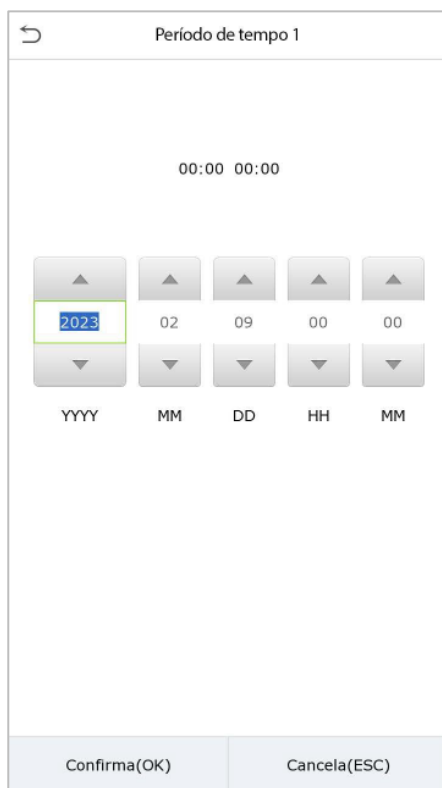 Período de tempo 1
00:00 00:00
2023 02 09 00 00
YYYY MM DD HH MM
Confirma(OK) Cancela(ESC)